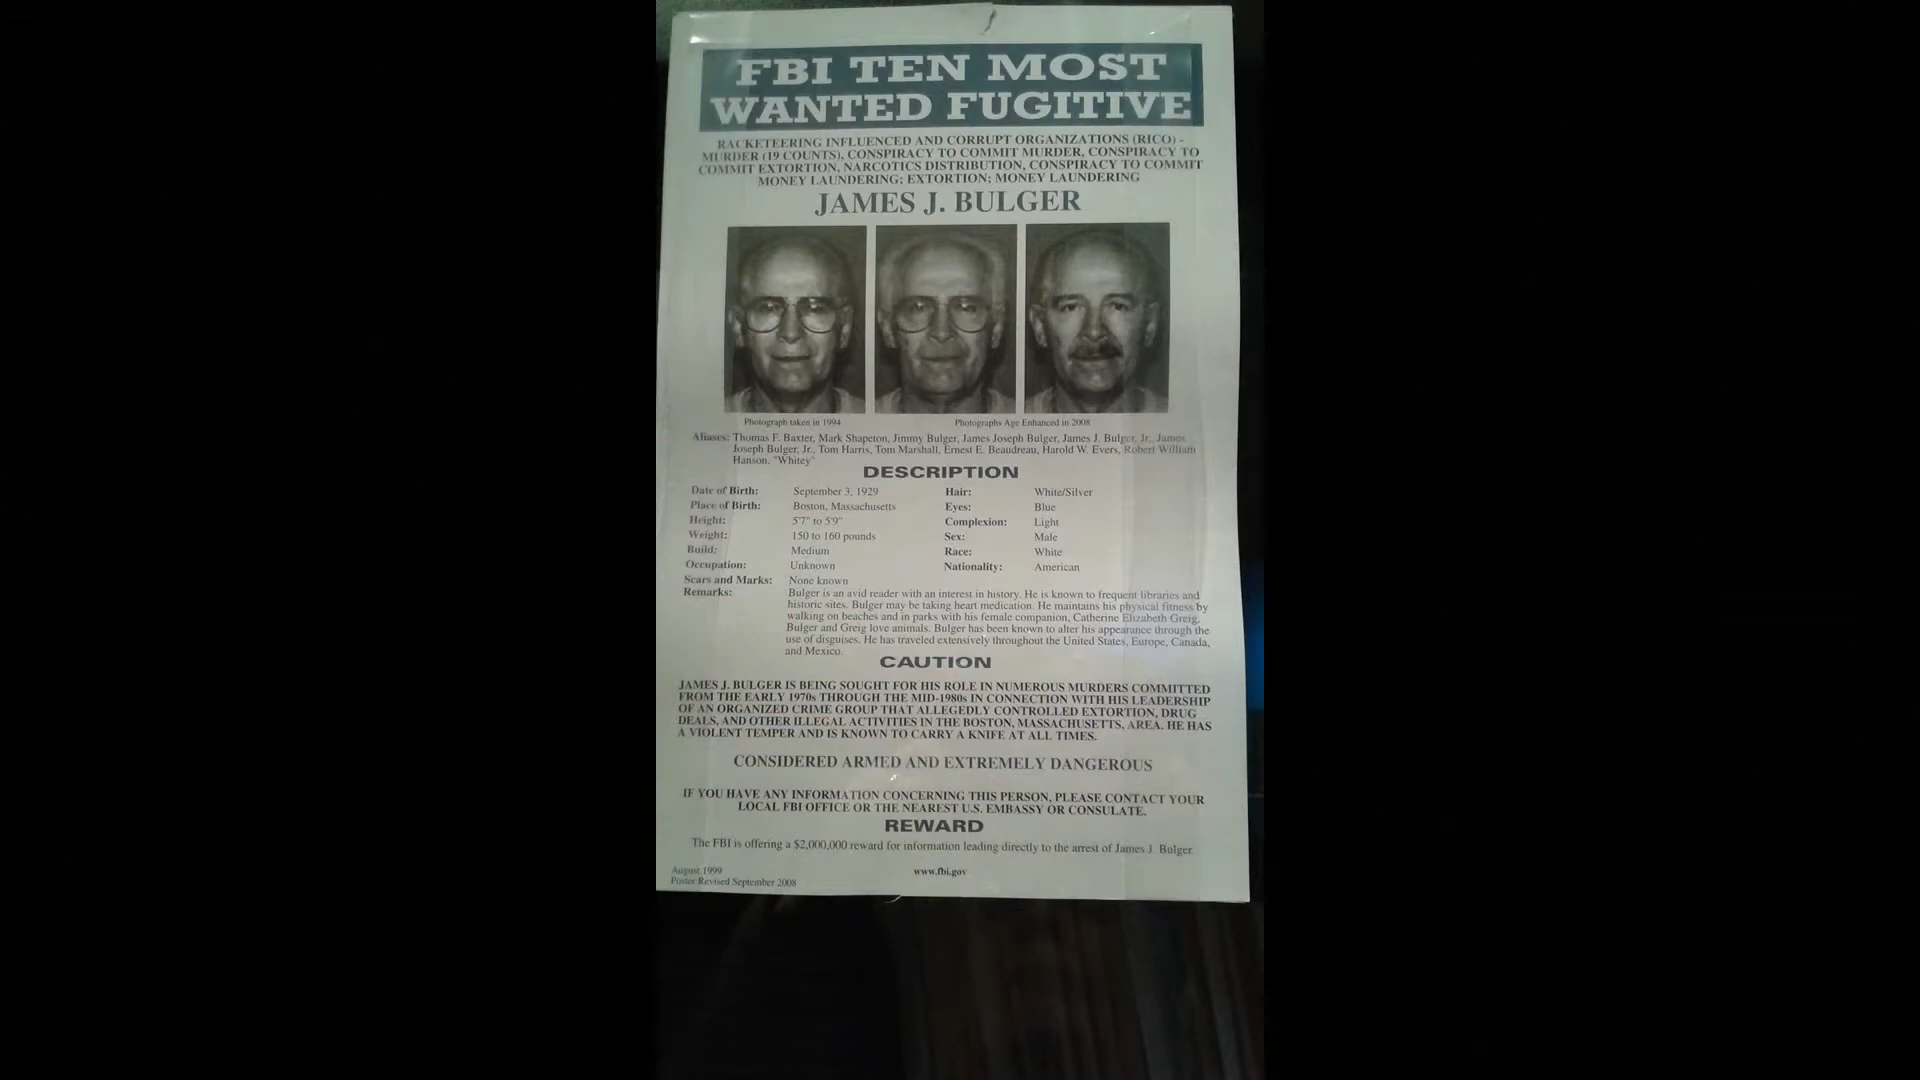 FBI TEN MOST
WANTED FUGITIVE
RACKETEERING INFLUENCED AND CORRUPT ORGANIZATIONS (RICO) -
MURDER (19 COUNTS), CONSPIRACY TO COMMIT MURDER, CONSPIRACY TO
COMMIT EXTORTION, NARCOTICS DISTRIBUTION, CONSPIRACY TO COMMIT
MONEY LAUNDERING; EXTORTION; MONEY LAUNDERING
JAMES J. BULGER
Photograph taken in 1994
Photographs Age Enhanced in 2008
Aliases: Thomas F. Baxter, Mark Shapeton, Jimmy Bulger, James Joseph Bulger, James J. Bulger, Jr., James
Joseph Bulger, Jr., Tom Harris, Tom Marshall, Ernest E. Beaudreau, Harold W. Evers, Robert William
Hanson, "Whitey"
DESCRIPTION
Date of Birth: September 3, 1929 Hair: White/Silver
Place of Birth: Boston, Massachusetts Eyes: Blue
Height: 5'7" to 5'9" Complexion: Light
Weight: 150 to 160 pounds Sex: Male
Build: Medium Race: White
Occupation: Unknown Nationality: American
Scars and Marks: None known
Remarks: Bulger is an avid reader with an interest in history. He is known to frequent libraries and
historic sites. Bulger may be taking heart medication. He maintains his physical fitness by
walking on beaches and in parks with his female companion, Catherine Elizabeth Greig.
Bulger and Greig love animals. Bulger has been known to alter his appearance through the
use of disguises. He has traveled extensively throughout the United States, Europe, Canada,
and Mexico.
CAUTION
JAMES J. BULGER IS BEING SOUGHT FOR HIS ROLE IN NUMEROUS MURDERS COMMITTED
FROM THE EARLY 1970s THROUGH THE MID-1980s IN CONNECTION WITH HIS LEADERSHIP
OF AN ORGANIZED CRIME GROUP THAT ALLEGEDLY CONTROLLED EXTORTION, DRUG
DEALS, AND OTHER ILLEGAL ACTIVITIES IN THE BOSTON, MASSACHUSETTS, AREA. HE HAS
A VIOLENT TEMPER AND IS KNOWN TO CARRY A KNIFE AT ALL TIMES.
CONSIDERED ARMED AND EXTREMELY DANGEROUS
IF YOU HAVE ANY INFORMATION CONCERNING THIS PERSON, PLEASE CONTACT YOUR
LOCAL FBI OFFICE OR THE NEAREST U.S. EMBASSY OR CONSULATE.
REWARD
The FBI is offering a $2,000,000 reward for information leading directly to the arrest of James J. Bulger.
www.fbi.gov
August 1999
Poster Revised September 2008